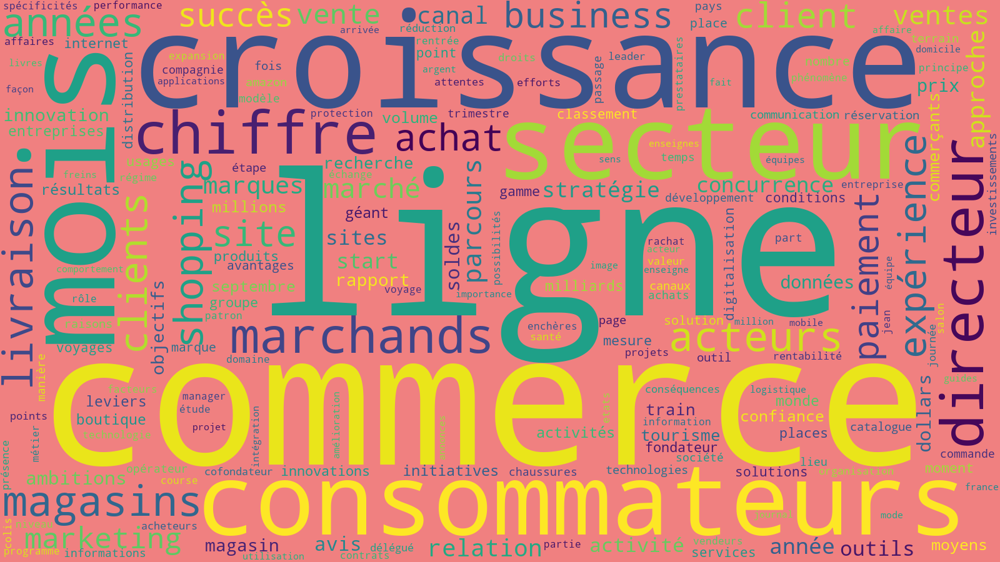 spécificités performance
années
succès
vente
canal
business
pays
place
client
ventes
affaires internet
arrivée
réduction
rentrée
point
affaire
terrain
domicile
livres
façon
mois
distribution
croissance
expansion
compagnie
applications
fois
amazon
modèle
argent
attentes
droits
efforts
leader
passage
prestataires
fait
nombre
phénomène
principe
prix
approche
innovation
entreprises
chiffre
protection
volume
trimestre
achat
classement
secteur
communication
réservation
commerçants
enseignes
temps
sens
équipes
usages
régime
freins
résultats
livraison
clients
shopping
étape
marques
recherche
échange
marché
parcours
gamme
stratégie
concurrence
entreprise
développement
conditions
expérience
directeur
investissements
millions
géant
ligne
site
sites
soldes
possibilités
produits
avantages
start
rapport
voyage
importance
septembre
groupe
patron
rachat
acteur
valeur
enseigne
image
canaux
achats
milliards
digitalisation
part
données
paiement
équipe
jean
comportement
rôle
raisons
voyages
objectifs
marque
marchands
domaine
enchères
santé
page
mesure
solution
million
mobile
acteurs
projets
outil
rentabilité
salon
journée
guides
manière
commerce
facteurs
leviers
boutique
technologie
manager
étude
projet
intégration
amélioration
annonces
activités
états
conséquences
train
information
tourisme
fondateur
société
logistique
monde
confiance
places
catalogue
dollars
commande
points
métier
présence
ambitions
opérateur
course
cofondateur
innovations
initiatives
chaussures
technologies
solutions
lieu
organisation
moment
france
magasins
consommateurs
niveau
acheteurs
journal
mode
pcolis
marketing
programme
informations
magasin
utilisation
avis
contrats
délégué
relation
partie
activité
vendeurs
services
année
outils
moyens